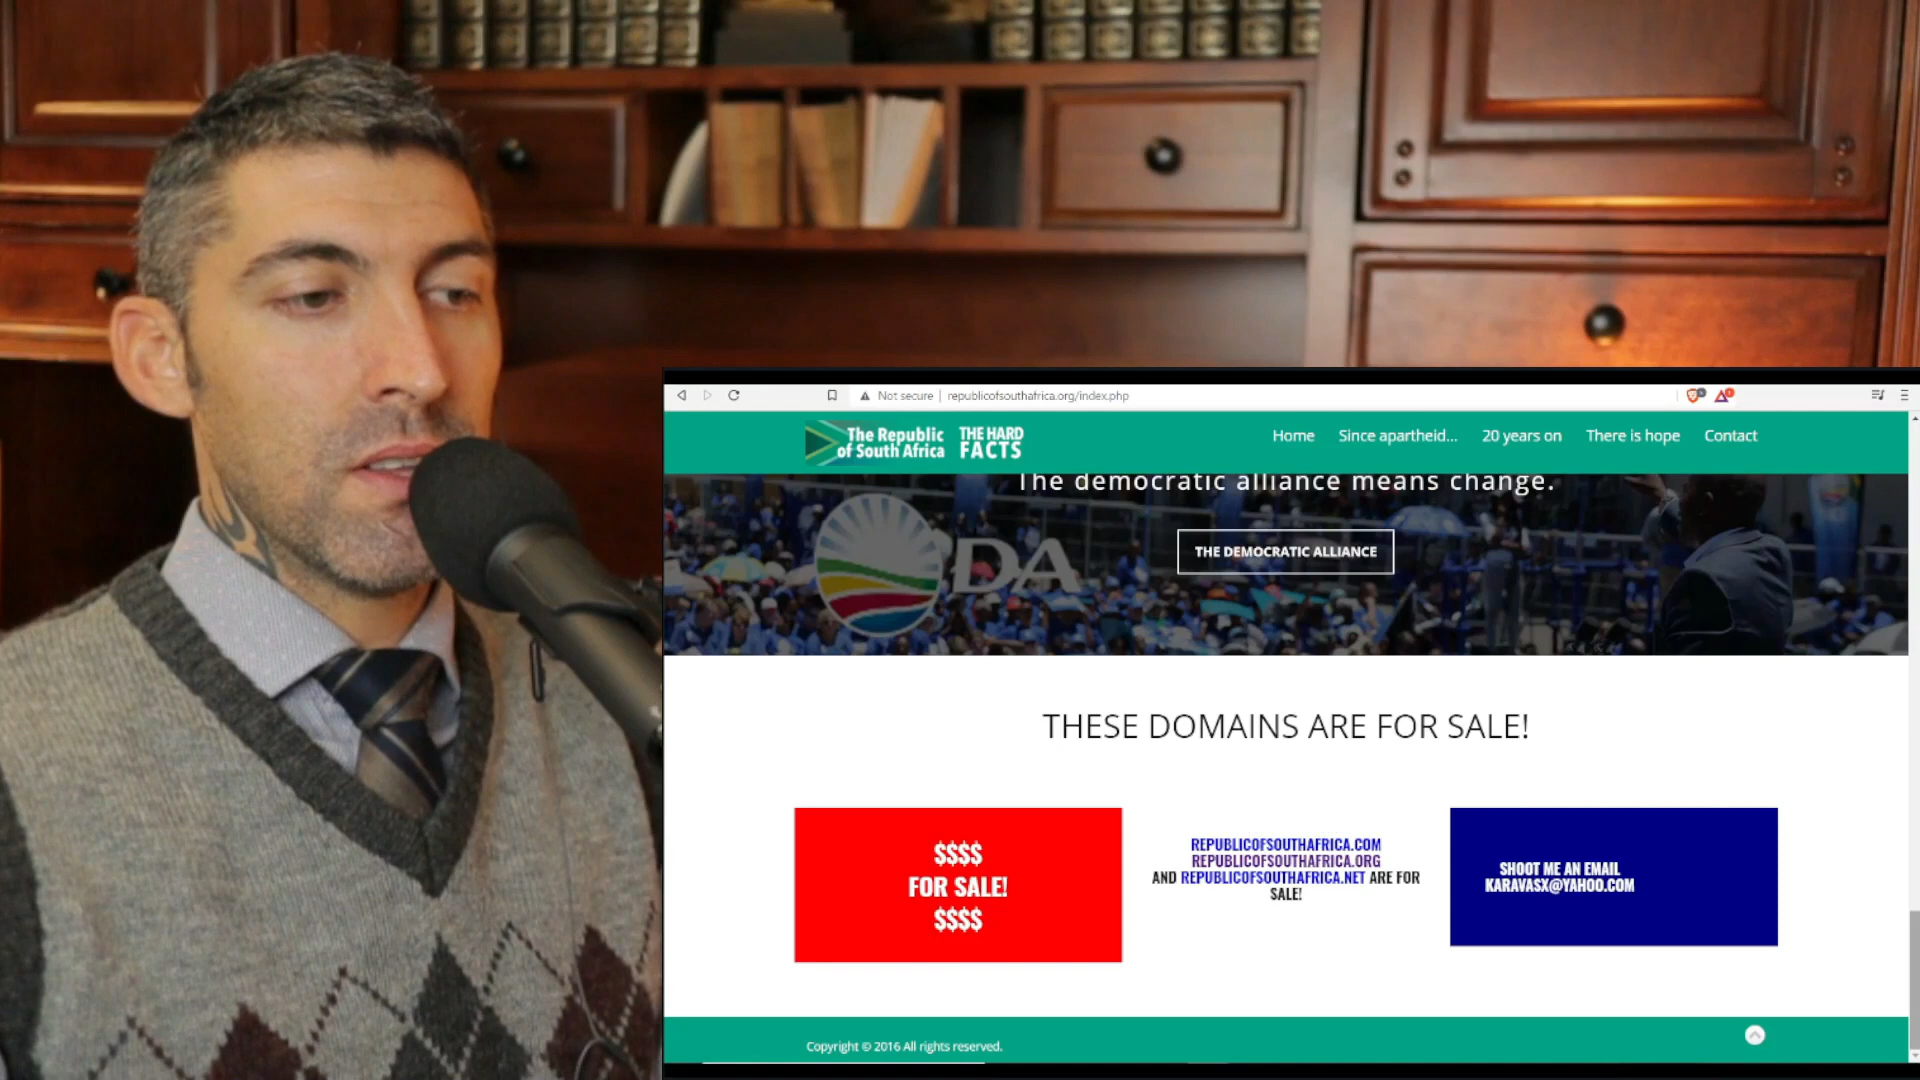 Not secure | republicofsouthafrica.org/index.php
The Republic
of South Africa
THE HARD
FACTS
Home
Since apartheid...
20 years on
There is hope
Contact
The democratic alliance means change.
DA
THE DEMOCRATIC ALLIANCE
THESE DOMAINS ARE FOR SALE!
$$$$
FOR SALE!
$$$$
REPUBLICOFSOUTHAFRICA.COM
REPUBLICOFSOUTHAFRICA.ORG
AND REPUBLICOFSOUTHAFRICA.NET ARE FOR
SALE!
SHOOT ME AN EMAIL
KARAVASX@YAHOO.COM
Copyright © 2016 All rights reserved.